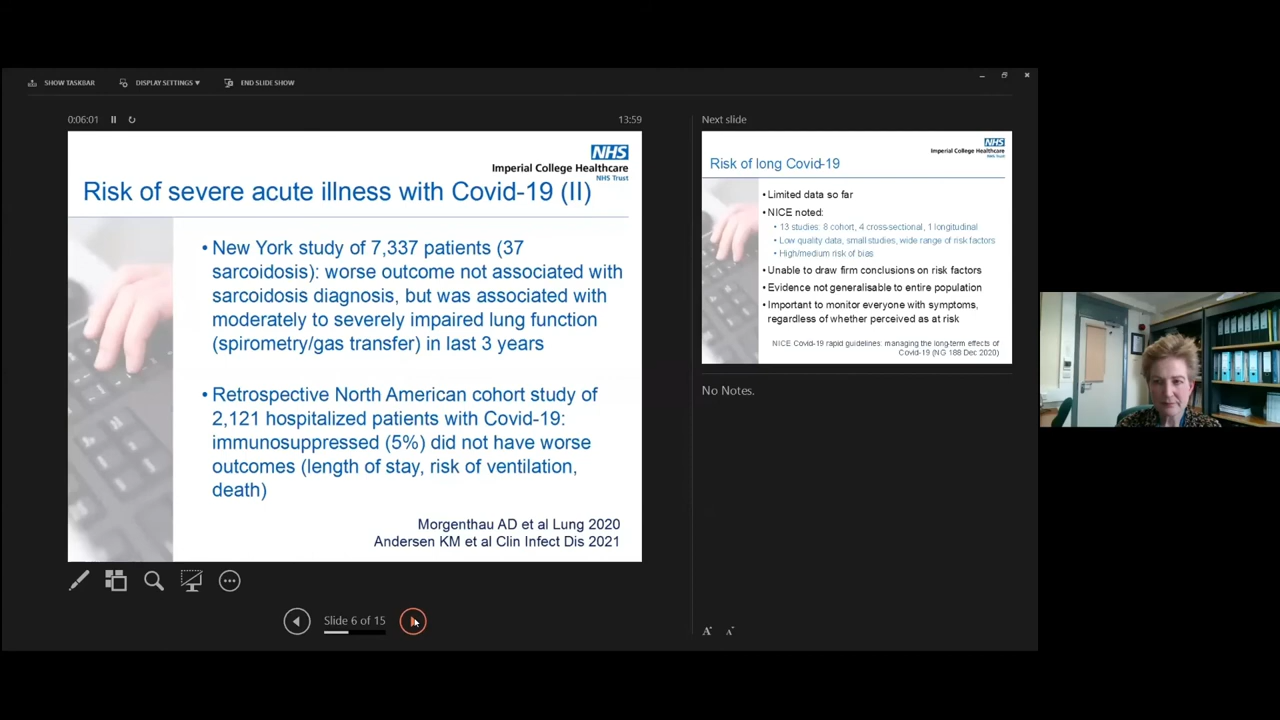 SHOW TASKBAR DISPLAY SETTINGS ▾ END SLIDE SHOW
0:06:01 13:59
NHS
Imperial College Healthcare
NHS Trust
Risk of severe acute illness with Covid-19 (II)
• New York study of 7,337 patients (37
sarcoidosis): worse outcome not associated with
sarcoidosis diagnosis, but was associated with
moderately to severely impaired lung function
(spirometry/gas transfer) in last 3 years
• Retrospective North American cohort study of
2,121 hospitalized patients with Covid-19:
immunosuppressed (5%) did not have worse
outcomes (length of stay, risk of ventilation,
death)
Morgenthau AD et al Lung 2020
Andersen KM et al Clin Infect Dis 2021
Slide 6 of 15
Next slide
NHS
Imperial College Healthcare
NHS Trust
Risk of long Covid-19
• Limited data so far
• NICE noted:
• 13 studies: 8 cohort, 4 cross-sectional, 1 longitudinal
• Low quality data, small studies, wide range of risk factors
• High/medium risk of bias
• Unable to draw firm conclusions on risk factors
• Evidence not generalisable to entire population
• Important to monitor everyone with symptoms,
regardless of whether perceived as at risk
NICE Covid-19 rapid guidelines: managing the long-term effects of
Covid-19 (NG 188 Dec 2020)
No Notes.
A A